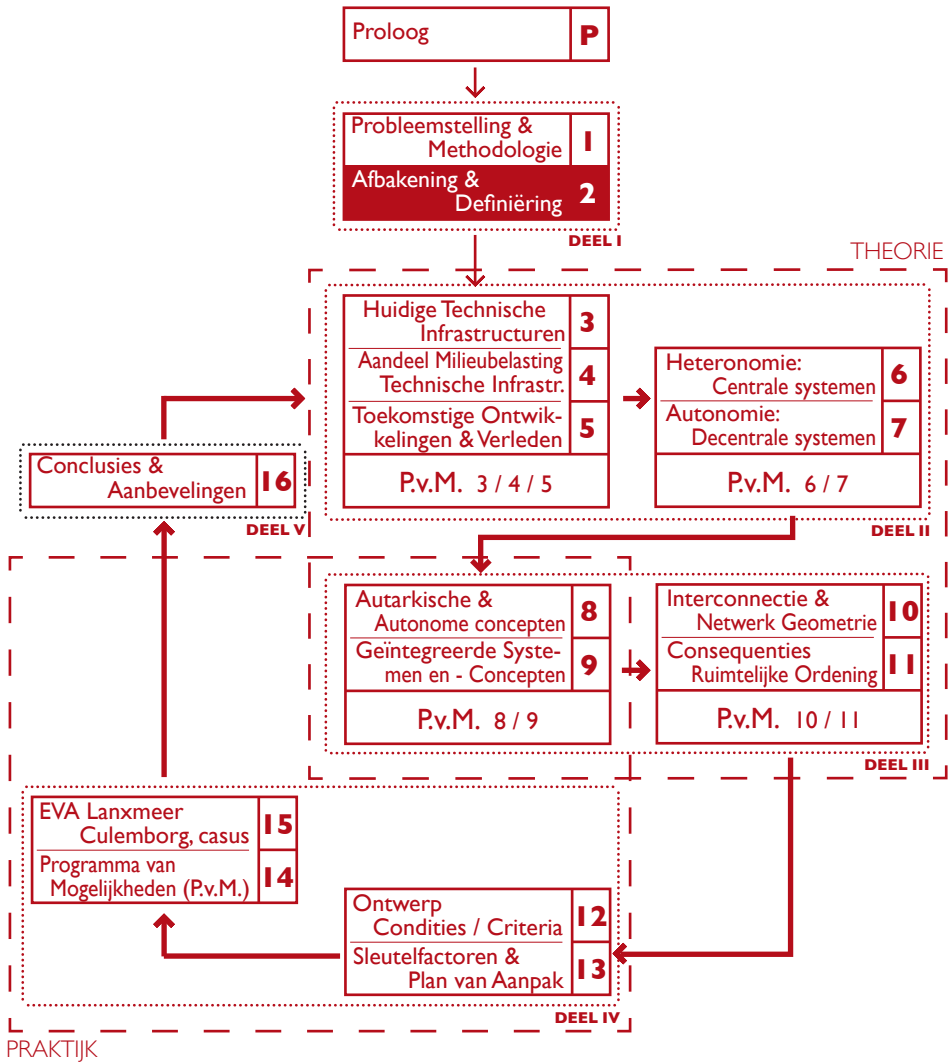 Proloog P
Probleemstelling & 1
Methodologie
Afbakening & 2
Definiëring
DEEL I
THEORIE
Huidige Technische 3
Infrastructuren
Aandeel Milieubelasting 4
Technische Infrastr.
Toekomstige Ontwik- 5
kelingen & Verleden
P.v.M. 3 / 4 / 5
Heteronomie: 6
Centrale systemen
Autonomie: 7
Decentrale systemen
P.v.M. 6 / 7
DEEL II
Conclusies & 16
Aanbevelingen
DEEL V
Autarkische & 8
Autonome concepten
Geïntegreerde Syste- 9
men en - Concepten
P.v.M. 8 / 9
Interconnectie & 10
Netwerk Geometrie
Consequenties 11
Ruimtelijke Ordening
P.v.M. 10 / 11
DEEL III
EVA Lanxmeer 15
Culemborg, casus
Programma van 14
Mogelijkheden (P.v.M.)
Ontwerp 12
Condities / Criteria
Sleutelfactoren & 13
Plan van Aanpak
DEEL IV
PRAKTIJK